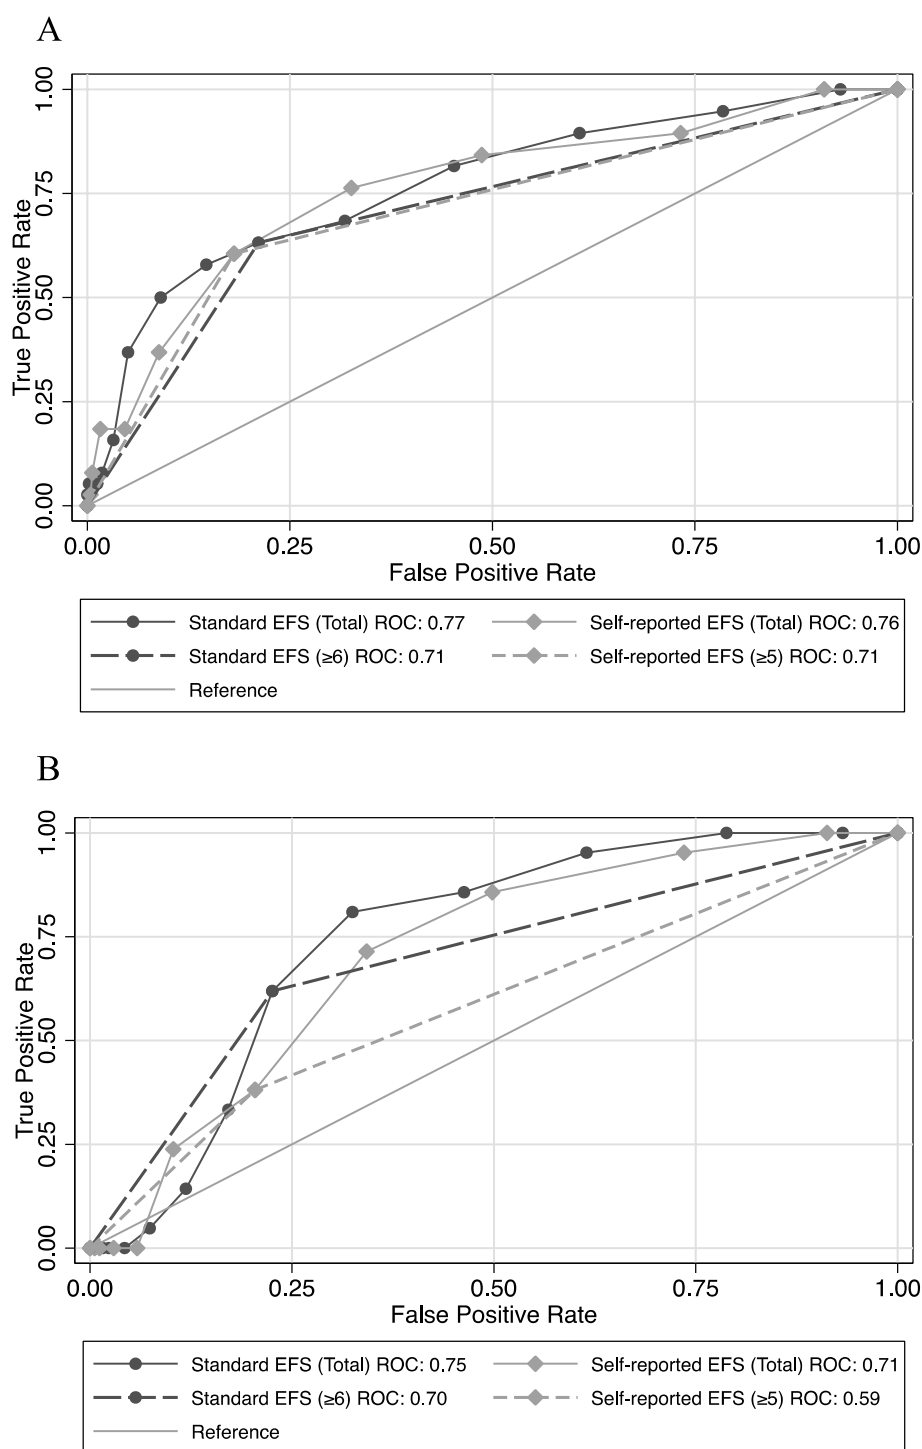 A
True Positive Rate
1.00
0.75
0.50
0.25
0.00
0.00 0.25 0.50 0.75 1.00
False Positive Rate
Standard EFS (Total) ROC: 0.77 Self-reported EFS (Total) ROC: 0.76
Standard EFS (≥6) ROC: 0.71 Self-reported EFS (≥5) ROC: 0.71
Reference
B
True Positive Rate
1.00
0.75
0.50
0.25
0.00
0.00 0.25 0.50 0.75 1.00
False Positive Rate
Standard EFS (Total) ROC: 0.75 Self-reported EFS (Total) ROC: 0.71
Standard EFS (≥6) ROC: 0.70 Self-reported EFS (≥5) ROC: 0.59
Reference